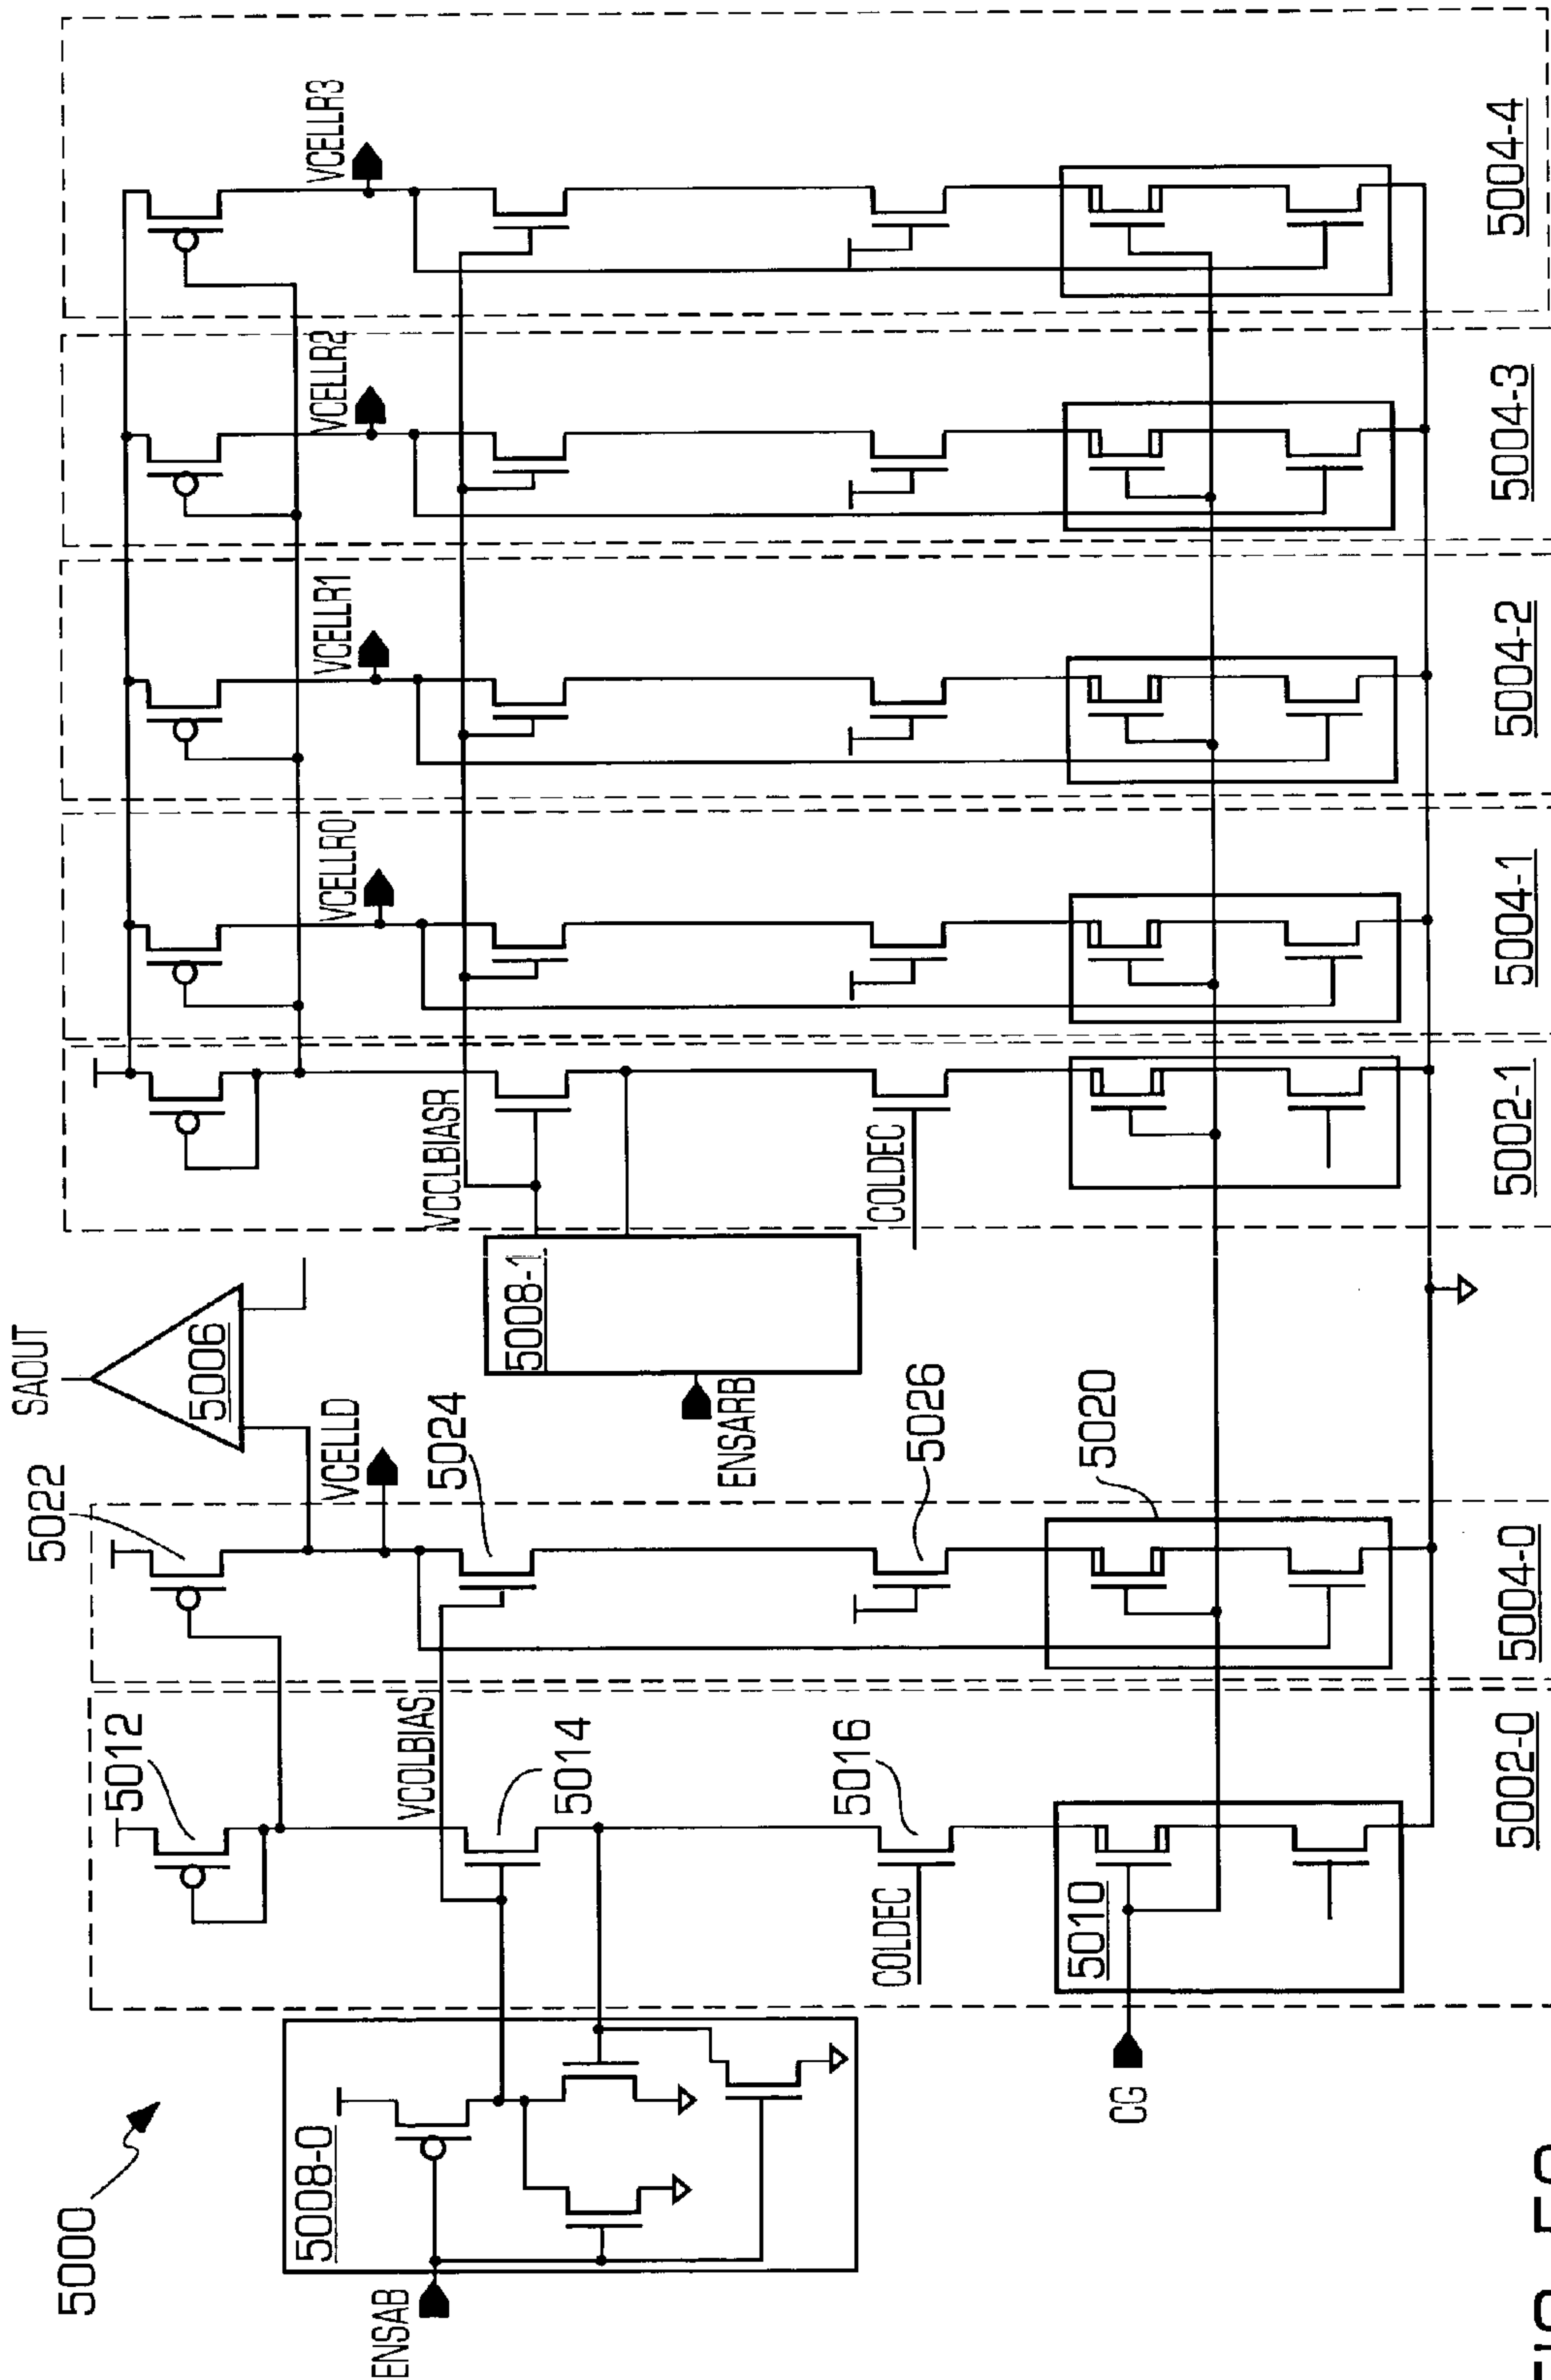 5000
ENSAB
5008-0
CG
5012
VCOLBIAS
5014
5016
COLDEC
5010
5002-0
5022
SAOUT
5006
VCELLD
5024
5026
5020
5004-0
ENSARB
5008-1
VCCLBIASR
COLDEC
5002-1
VCELLR0
5004-1
VCELLR1
5004-2
VCELLR2
5004-3
VCELLR3
5004-4